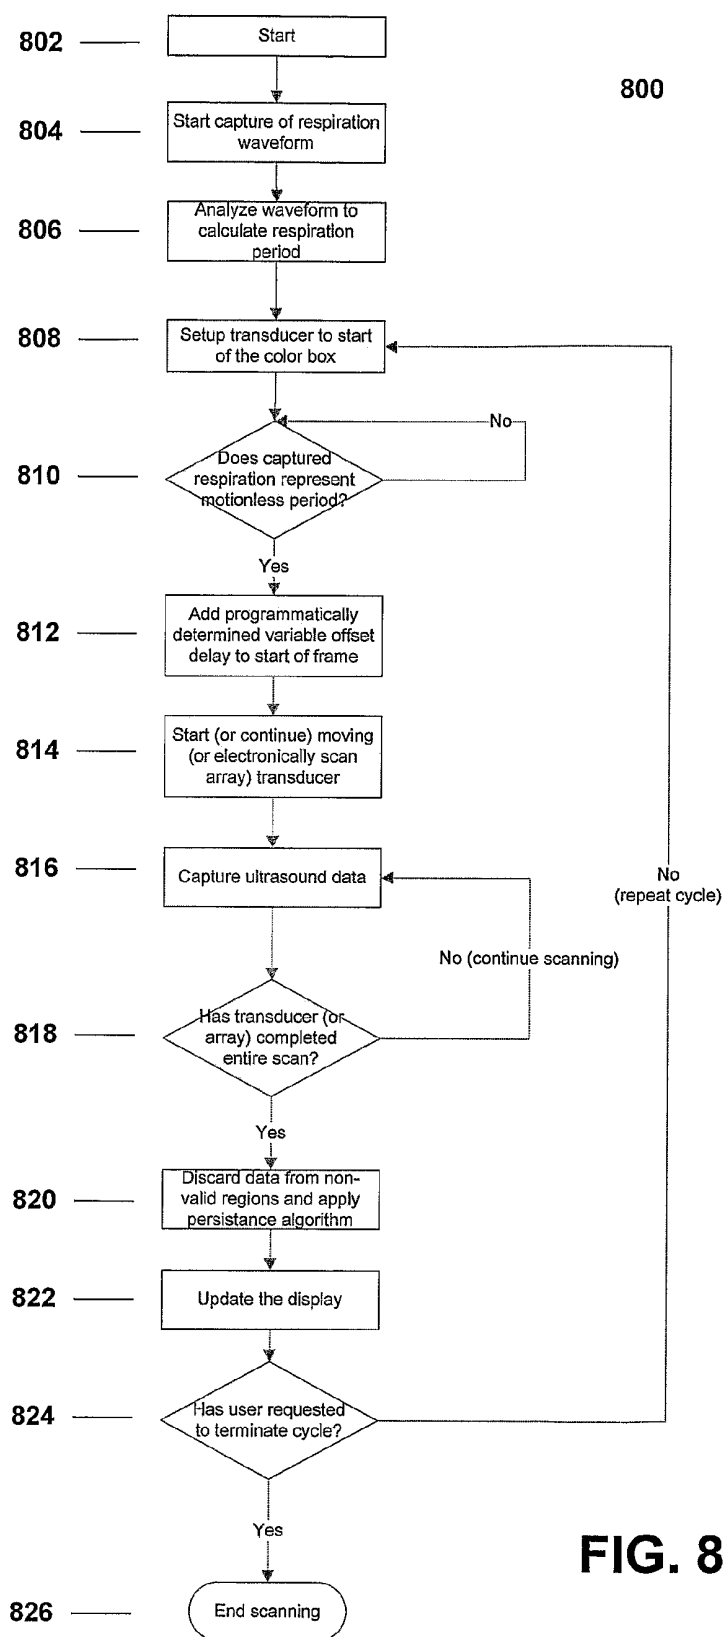 802
Start
800
804
Start capture of respiration
waveform
806
Analyze waveform to
calculate respiration
period
808
Setup transducer to start
of the color box
No
810
Does captured
respiration represent
motionless period?
Yes
812
Add programmatically
determined variable offset
delay to start of frame
814
Start (or continue) moving
(or electronically scan
array) transducer
816
Capture ultrasound data
No
(repeat cycle)
No (continue scanning)
818
Has transducer (or
array) completed
entire scan?
Yes
820
Discard data from non-
valid regions and apply
persistance algorithm
822
Update the display
824
Has user requested
to terminate cycle?
Yes
FIG. 8
826
End scanning